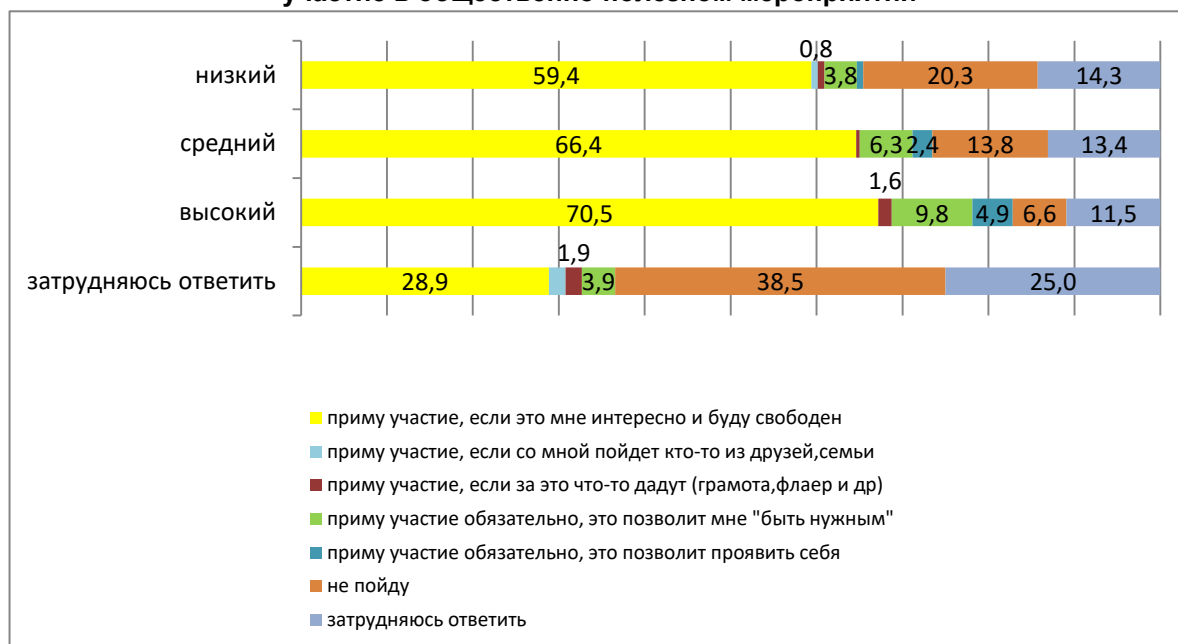 участие в общественно полезном мероприятии
0,8
низкий 59,4 3,8 20,3 14,3
средний 66,4 6,3 2,4 13,8 13,4
1,6
высокий 70,5 9,8 4,9 6,6 11,5
1,9
затрудняюсь ответить 28,9 3,9 38,5 25,0
приму участие, если это мне интересно и буду свободен
приму участие, если со мной пойдет кто-то из друзей,семьи
приму участие, если за это что-то дадут (грамота,флаер и др)
приму участие обязательно, это позволит мне "быть нужным"
приму участие обязательно, это позволит проявить себя
не пойду
затрудняюсь ответить